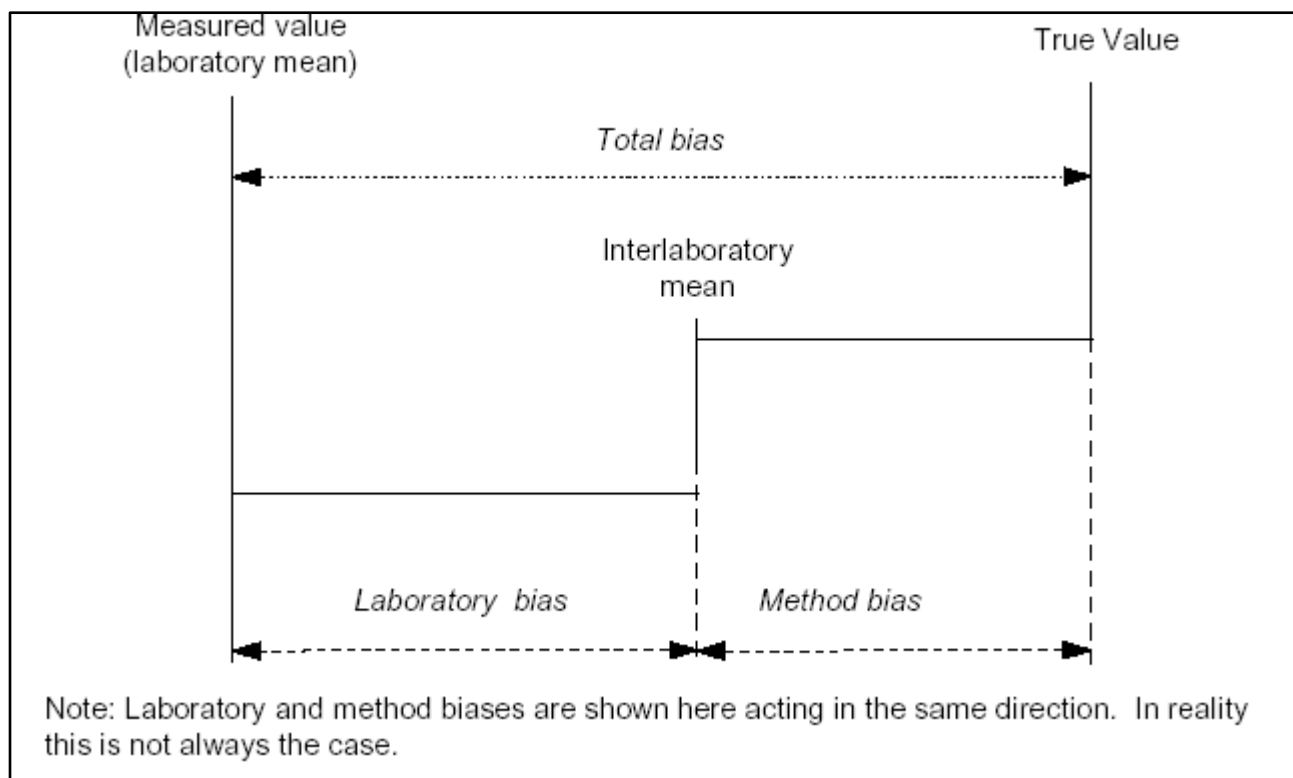 Measured value
(laboratory mean)
True Value
Total bias
Interlaboratory
mean
Laboratory bias
Method bias
Note: Laboratory and method biases are shown here acting in the same direction. In reality
this is not always the case.